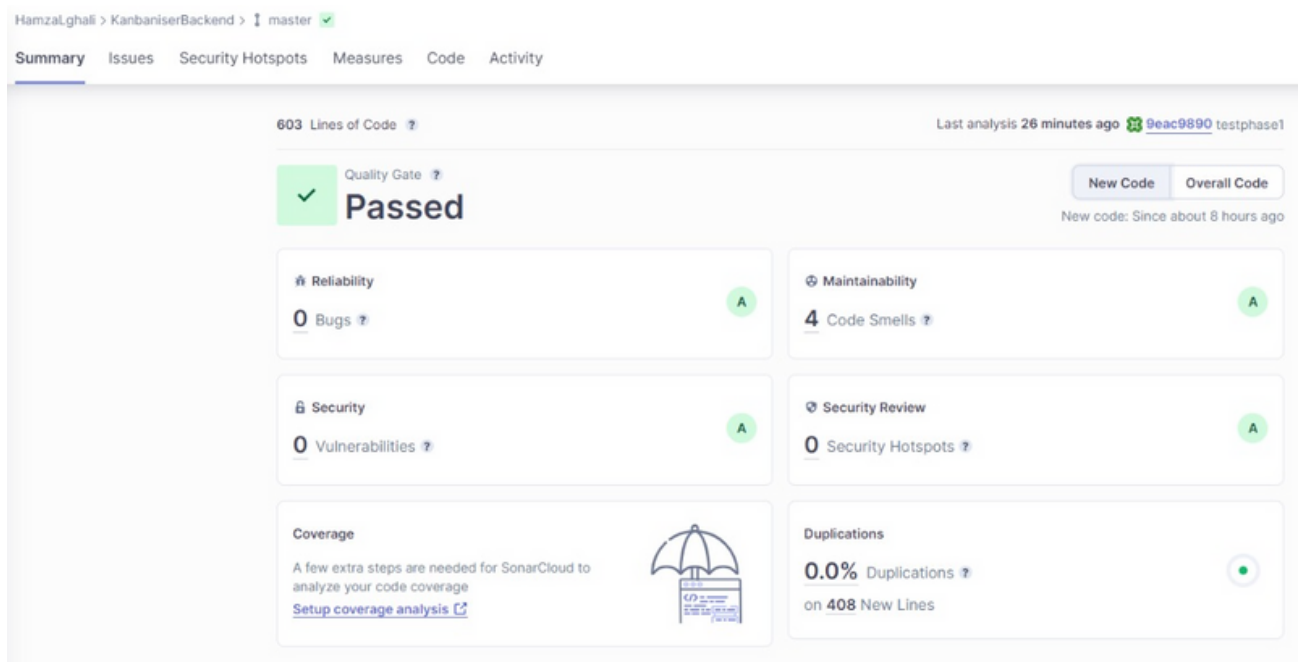 HamzaLghali > KanbaniserBackend > master
Summary Issues Security Hotspots Measures Code Activity
603 Lines of Code ?
Last analysis 26 minutes ago 9eac9890 testphase1
Quality Gate ?
Passed
New Code Overall Code
New code: Since about 8 hours ago
Reliability
0 Bugs ?
A
Maintainability
4 Code Smells ?
A
Security
0 Vulnerabilities ?
A
Security Review
0 Security Hotspots ?
A
Coverage
A few extra steps are needed for SonarCloud to
analyze your code coverage
Setup coverage analysis
Duplications
0.0% Duplications ?
on 408 New Lines